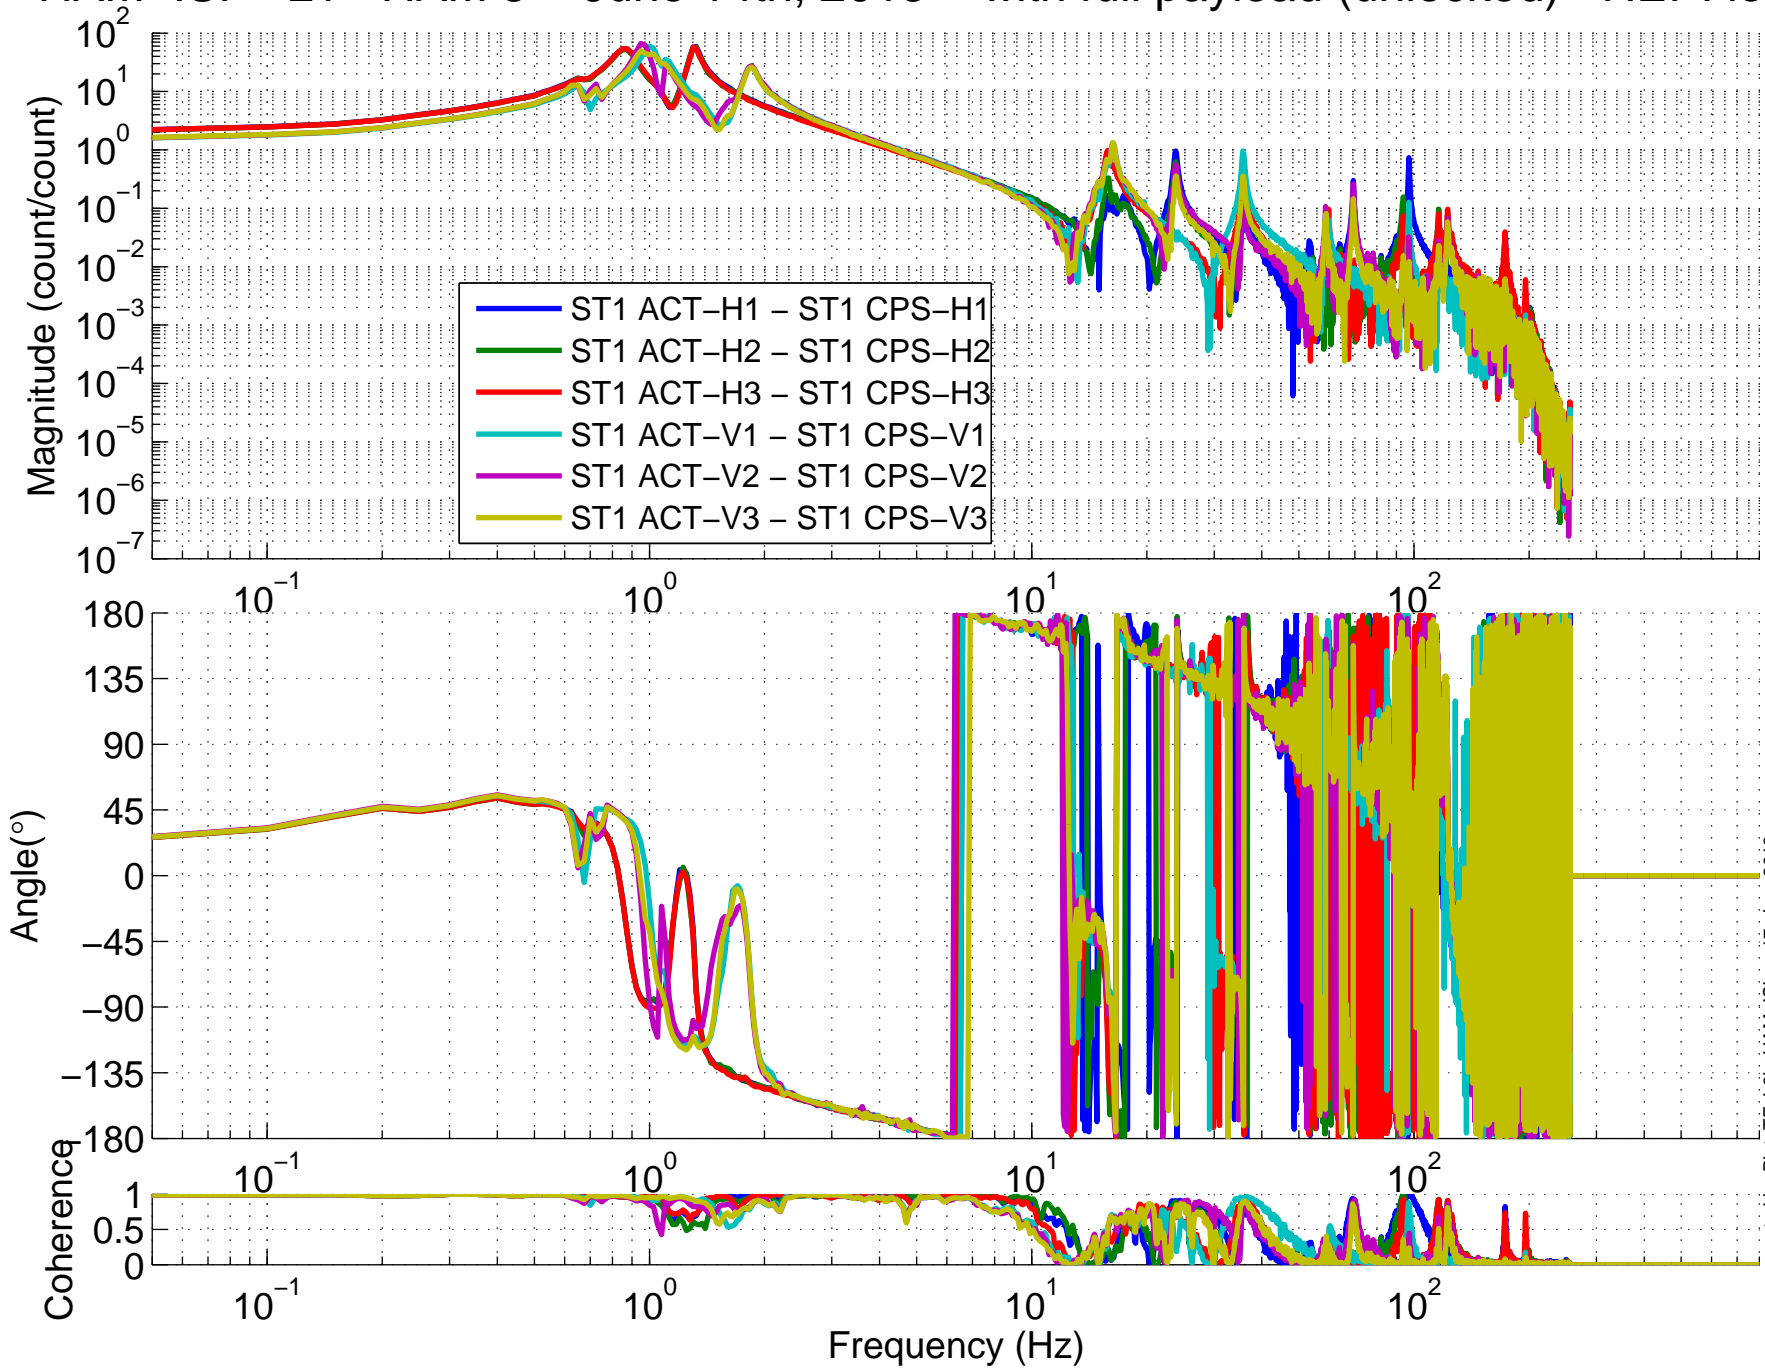 with full payload (unlocked)
10^2
10^1
10^0
10^−1
10^−2
10^−3
10^−4
10^−5
10^−6
10^−7
Magnitude (count/count)
ST1 ACT−H1 − ST1 CPS−H1
ST1 ACT−H2 − ST1 CPS−H2
ST1 ACT−H3 − ST1 CPS−H3
ST1 ACT−V1 − ST1 CPS−V1
ST1 ACT−V2 − ST1 CPS−V2
ST1 ACT−V3 − ST1 CPS−V3
10^−1 10^0 10^1 10^2
180
135
90
45
0
−45
−90
−135
−180
Angle(°)
10^−1 10^0 10^1 10^2
1
0.5
0
Coherence
10^−1 10^0 10^1 10^2
Frequency (Hz)